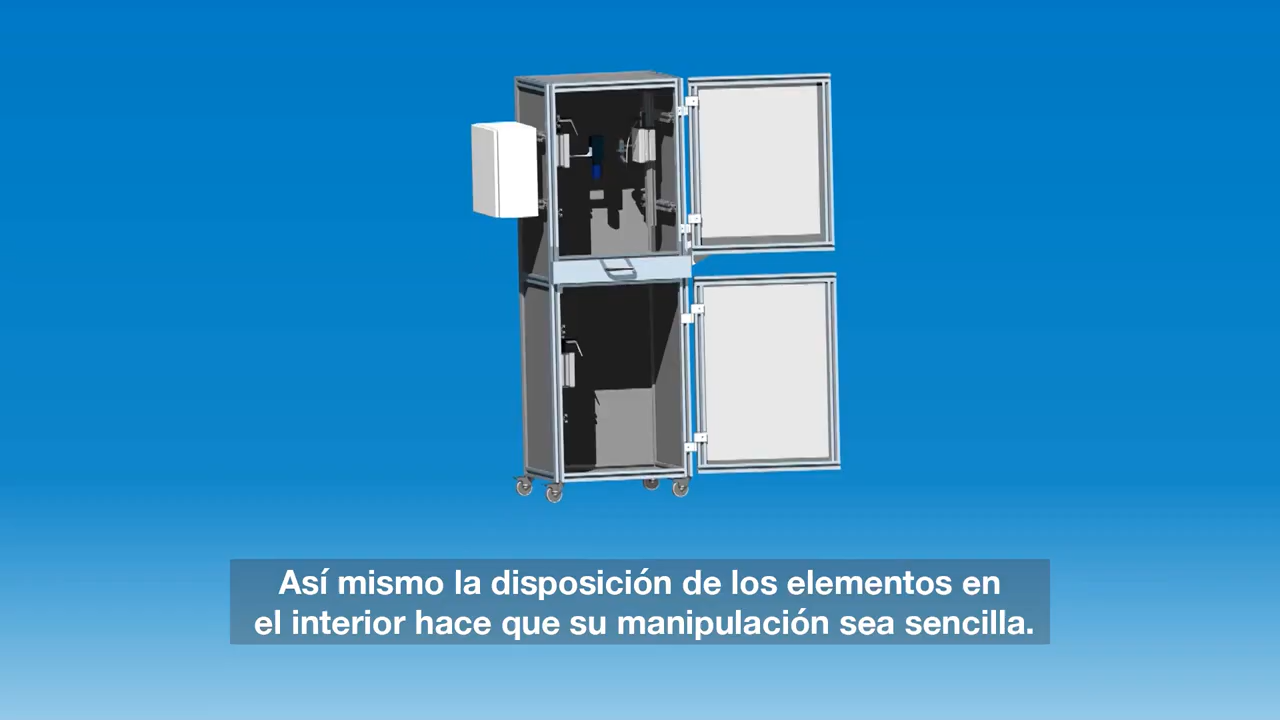 Así mismo la disposición de los elementos en
el interior hace que su manipulación sea sencilla.